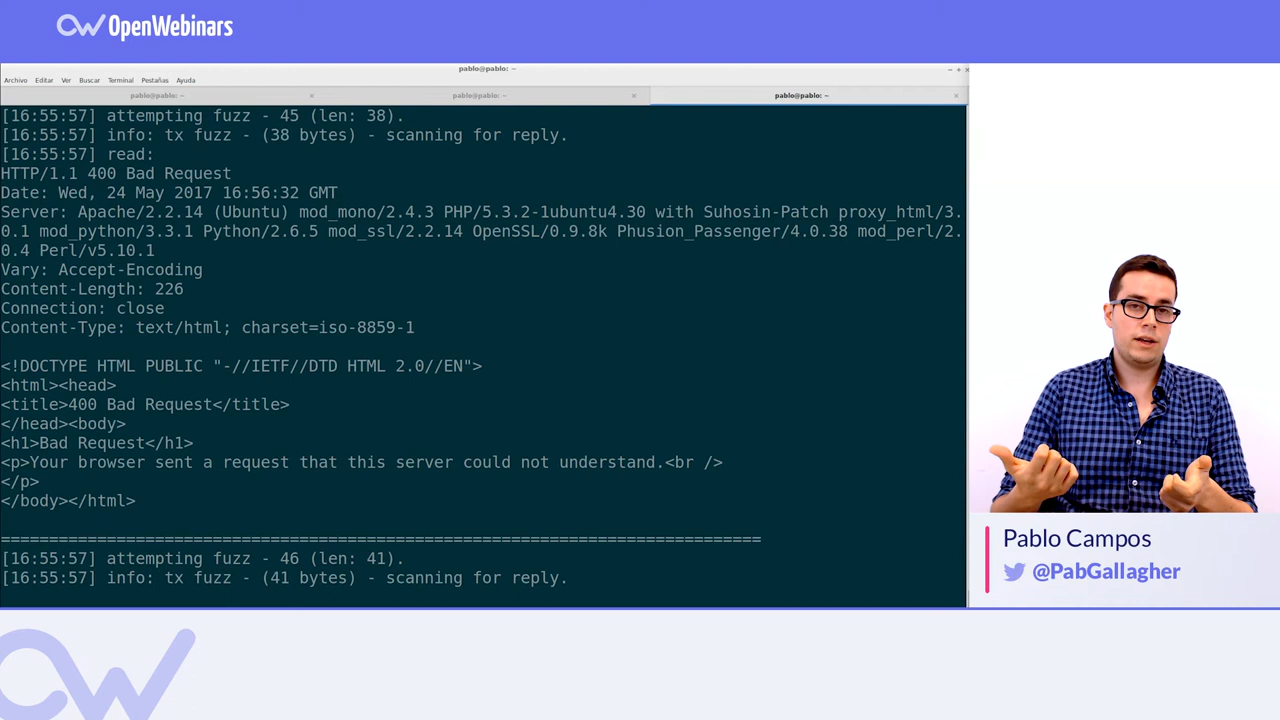 OpenWebinars
pablo@pablo: ~
Archivo Editar Ver Buscar Terminal Pestañas Ayuda
pablo@pablo: ~ pablo@pablo: ~ pablo@pablo: ~
[16:55:57] attempting fuzz - 45 (len: 38).
[16:55:57] info: tx fuzz - (38 bytes) - scanning for reply.
[16:55:57] read:
HTTP/1.1 400 Bad Request
Date: Wed, 24 May 2017 16:56:32 GMT
Server: Apache/2.2.14 (Ubuntu) mod_mono/2.4.3 PHP/5.3.2-1ubuntu4.30 with Suhosin-Patch proxy_html/3.
0.1 mod_python/3.3.1 Python/2.6.5 mod_ssl/2.2.14 OpenSSL/0.9.8k Phusion_Passenger/4.0.38 mod_perl/2.
0.4 Perl/v5.10.1
Vary: Accept-Encoding
Content-Length: 226
Connection: close
Content-Type: text/html; charset=iso-8859-1
<!DOCTYPE HTML PUBLIC "-//IETF//DTD HTML 2.0//EN">
<html><head>
<title>400 Bad Request</title>
</head><body>
<h1>Bad Request</h1>
<p>Your browser sent a request that this server could not understand.<br />
</p>
</body></html>
===============================================================================
[16:55:57] attempting fuzz - 46 (len: 41).
[16:55:57] info: tx fuzz - (41 bytes) - scanning for reply.
Pablo Campos
@PabGallagher